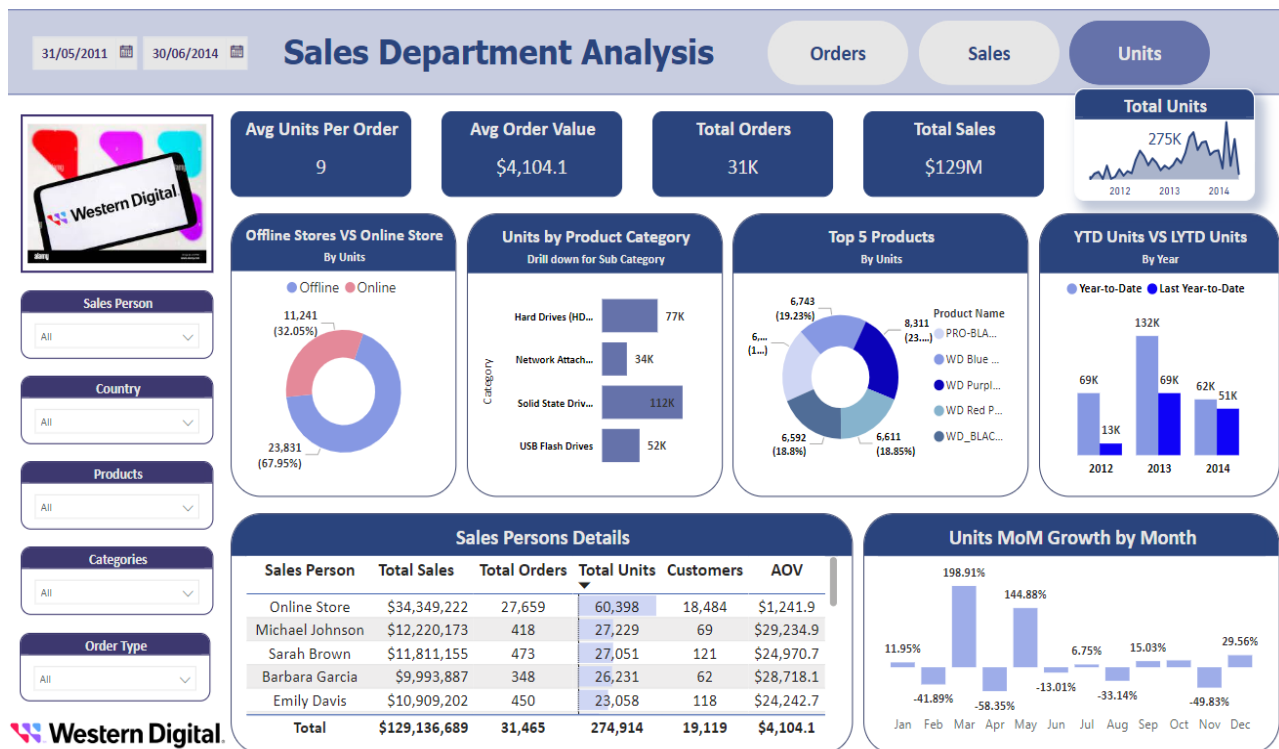 31/05/2011
30/06/2014
Sales Department Analysis
Orders
Sales
Units
Western Digital
alamy
Avg Units Per Order
9
Avg Order Value
$4,104.1
Total Orders
31K
Total Sales
$129M
Total Units
275K
2012 2013 2014
Sales Person
All
Country
All
Products
All
Categories
All
Order Type
All
Western Digital.
Offline Stores VS Online Store
By Units
Offline Online
11,241
(32.05%)
23,831
(67.95%)
Units by Product Category
Drill down for Sub Category
Category
Hard Drives (HD... 77K
Network Attach... 34K
Solid State Driv... 112K
USB Flash Drives 52K
Top 5 Products
By Units
6,743
(19.23%)
8,311
(23....)
6,...
(1...)
6,592
(18.8%)
6,611
(18.85%)
Product Name
PRO-BLA...
WD Blue ...
WD Purpl...
WD Red P...
WD_BLAC...
YTD Units VS LYTD Units
By Year
Year-to-Date Last Year-to-Date
69K 13K 132K 69K 62K 51K
2012 2013 2014
Sales Persons Details
Sales Person Total Sales Total Orders Total Units Customers AOV
Online Store $34,349,222 27,659 60,398 18,484 $1,241.9
Michael Johnson $12,220,173 418 27,229 69 $29,234.9
Sarah Brown $11,811,155 473 27,051 121 $24,970.7
Barbara Garcia $9,993,887 348 26,231 62 $28,718.1
Emily Davis $10,909,202 450 23,058 118 $24,242.7
Total $129,136,689 31,465 274,914 19,119 $4,104.1
Units MoM Growth by Month
11.95% -41.89% 198.91% -58.35% 144.88% -13.01% 6.75% -33.14% 15.03% -49.83% 29.56%
Jan Feb Mar Apr May Jun Jul Aug Sep Oct Nov Dec